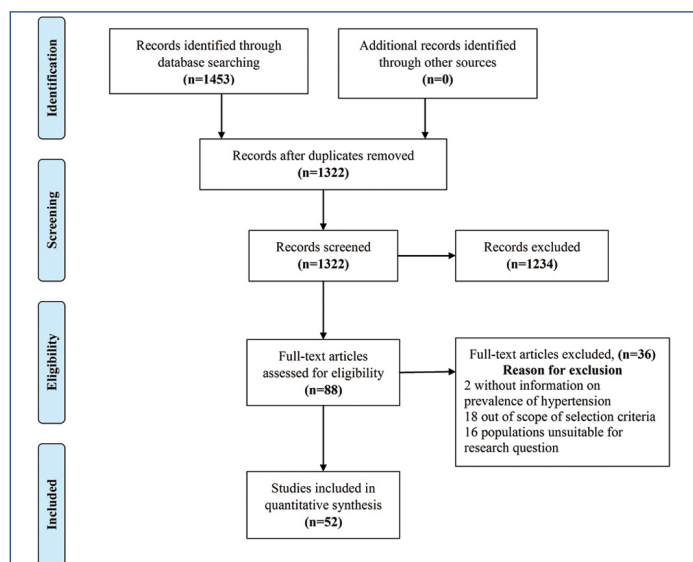 Identification
Records identified through
database searching
(n=1453)
Additional records identified
through other sources
(n=0)
Records after duplicates removed
(n=1322)
Screening
Records screened
(n=1322)
Records excluded
(n=1234)
Eligibility
Full-text articles
assessed for eligibility
(n=88)
Full-text articles excluded, (n=36)
Reason for exclusion
2 without information on
prevalence of hypertension
18 out of scope of selection criteria
16 populations unsuitable for
research question
Included
Studies included in
quantitative synthesis
(n=52)